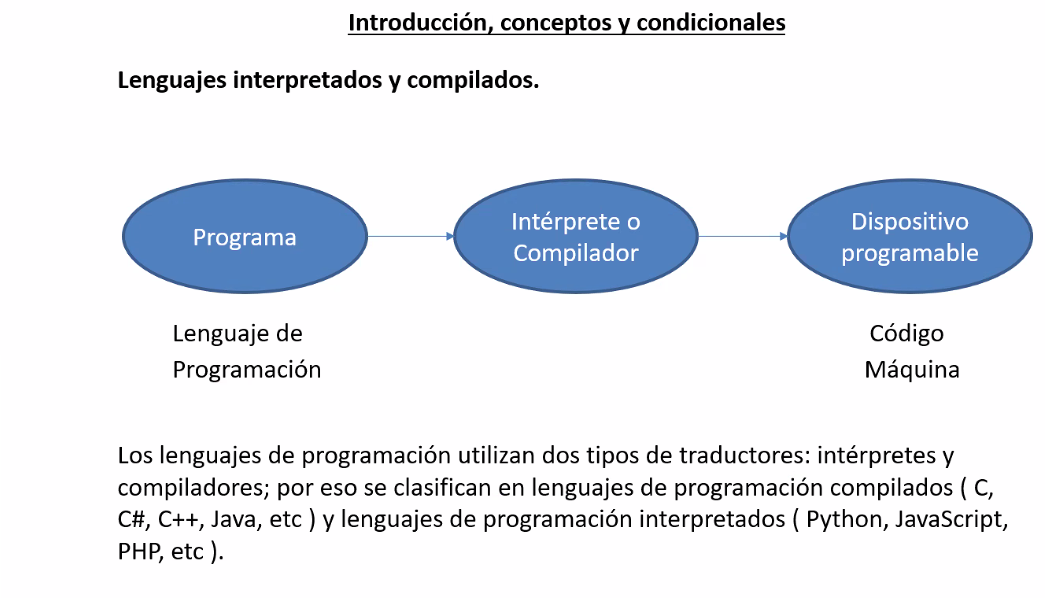 Introducción, conceptos y condicionales
Lenguajes interpretados y compilados.
Programa
Intérprete o
Compilador
Dispositivo
programable
Lenguaje de
Programación
Código
Máquina
Los lenguajes de programación utilizan dos tipos de traductores: intérpretes y
compiladores; por eso se clasifican en lenguajes de programación compilados ( C,
C#, C++, Java, etc ) y lenguajes de programación interpretados ( Python, JavaScript,
PHP, etc ).